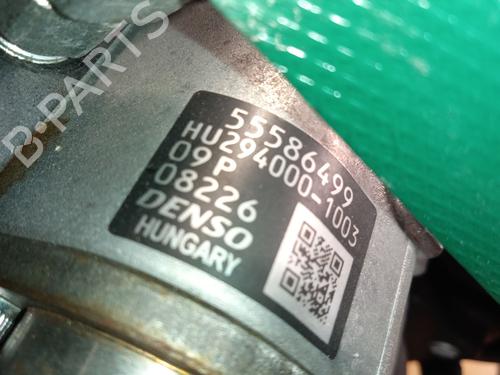 B-PARTS
55586499
HU294000-1003
09P
08226
DENSO
HUNGARY